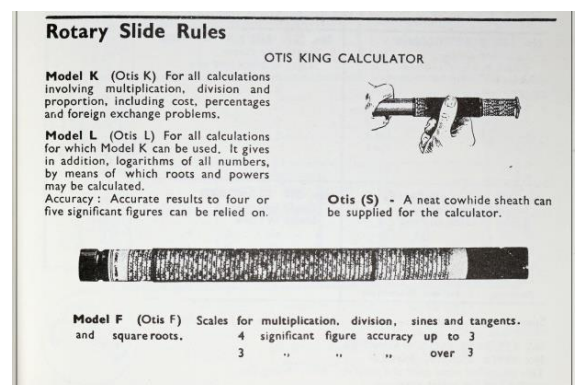 Rotary Slide Rules
OTIS KING CALCULATOR
Model K (Otis K) For all calculations
involving multiplication, division and
proportion, including cost, percentages
and foreign exchange problems.
Model L (Otis L) For all calculations
for which Model K can be used. It gives
in addition, logarithms of all numbers,
by means of which roots and powers
may be calculated.
Accuracy : Accurate results to four or
five significant figures can be relied on.
Otis (S) - A neat cowhide sheath can
be supplied for the calculator.
Model F (Otis F) Scales for multiplication. division, sines and tangents.
and square roots. 4 significant figure accuracy up to 3
3 ,, ,, ,, over 3